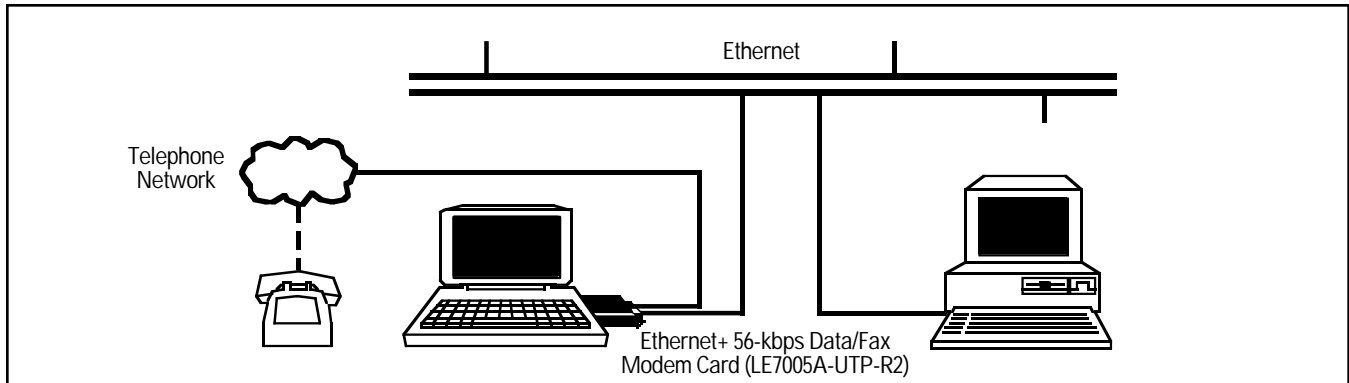 Ethernet
Telephone
Network
Ethernet+ 56-kbps Data/Fax
Modem Card (LE7005A-UTP-R2)